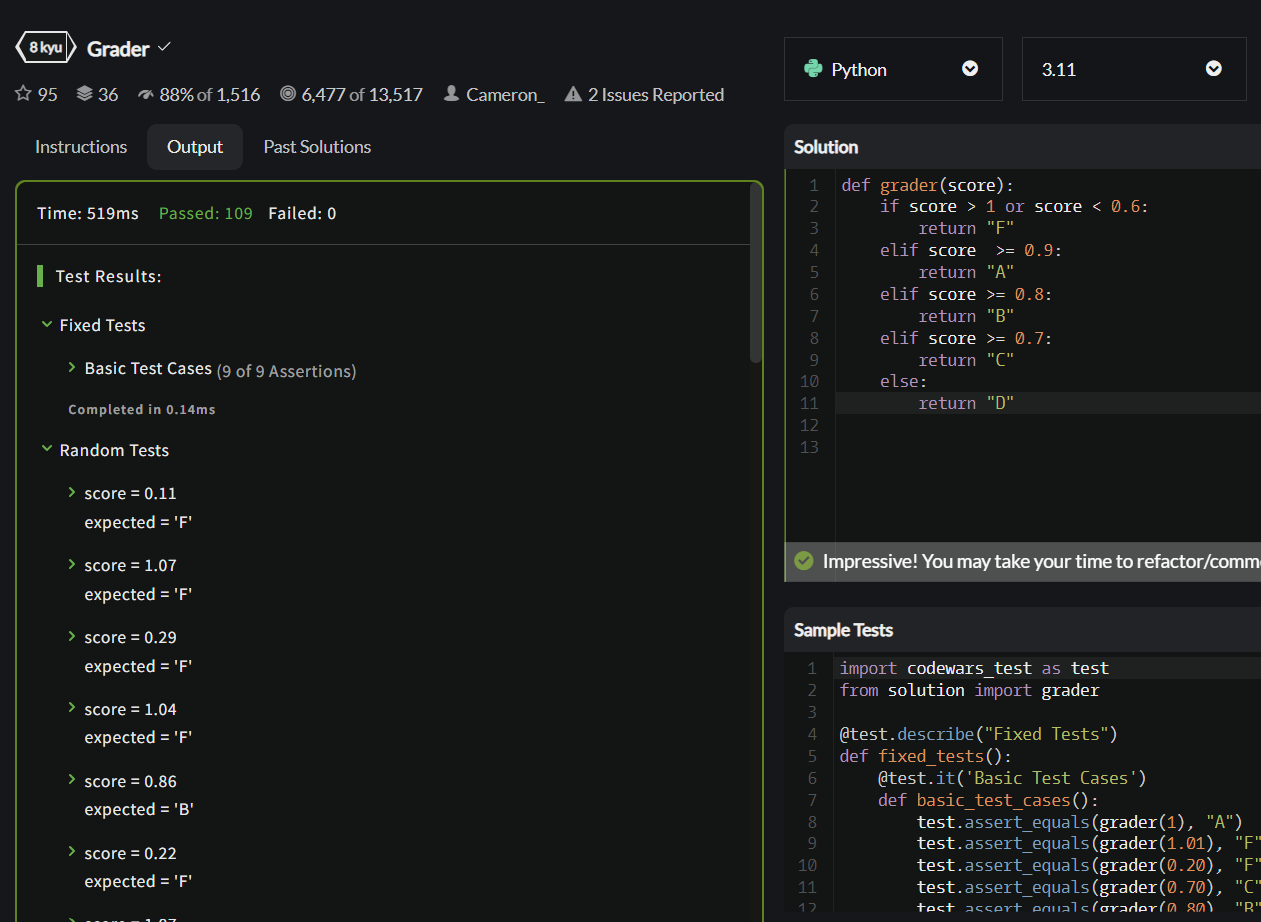 8 kyu Grader
95 36 88% of 1,516 6,477 of 13,517 Cameron_ 2 Issues Reported
Instructions Output Past Solutions
Time: 519ms Passed: 109 Failed: 0
Test Results:
Fixed Tests
Basic Test Cases (9 of 9 Assertions)
Completed in 0.14ms
Random Tests
score = 0.11
expected = 'F'
score = 1.07
expected = 'F'
score = 0.29
expected = 'F'
score = 1.04
expected = 'F'
score = 0.86
expected = 'B'
score = 0.22
expected = 'F'
Python 3.11
Solution
1 def grader(score):
2     if score > 1 or score < 0.6:
3         return "F"
4     elif score  >= 0.9:
5         return "A"
6     elif score >= 0.8:
7         return "B"
8     elif score >= 0.7:
9         return "C"
10     else:
11         return "D"
12
13
Impressive! You may take your time to refactor/comm
Sample Tests
1 import codewars_test as test
2 from solution import grader
3
4 @test.describe("Fixed Tests")
5 def fixed_tests():
6     @test.it('Basic Test Cases')
7     def basic_test_cases():
8         test.assert_equals(grader(1), "A")
9         test.assert_equals(grader(1.01), "F"
10         test.assert_equals(grader(0.20), "F"
11         test.assert_equals(grader(0.70), "C"
12         test.assert_equals(grader(0.80), "B"